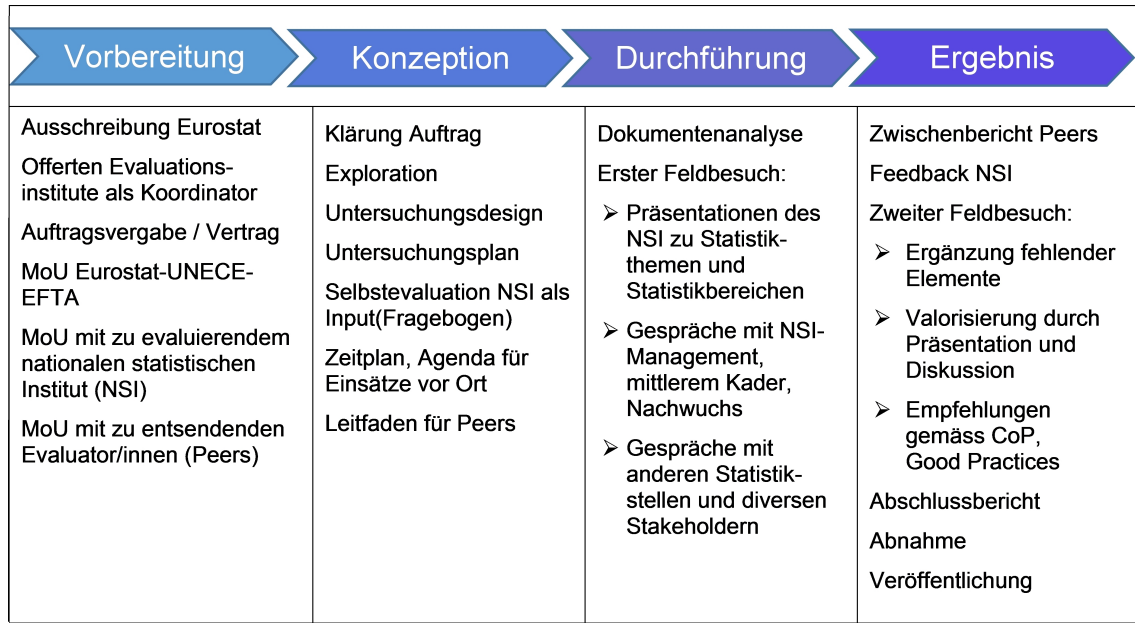 Vorbereitung
Konzeption
Durchführung
Ergebnis
Ausschreibung Eurostat
Offerten Evaluations-
institute als Koordinator
Auftragsvergabe / Vertrag
MoU Eurostat-UNECE-
EFTA
MoU mit zu evaluierendem
nationalen statistischen
Institut (NSI)
MoU mit zu entsendenden
Evaluator/innen (Peers)
Klärung Auftrag
Exploration
Untersuchungsdesign
Untersuchungsplan
Selbstevaluation NSI als
Input(Fragebogen)
Zeitplan, Agenda für
Einsätze vor Ort
Leitfaden für Peers
Dokumentenanalyse
Erster Feldbesuch:
➢ Präsentationen des
NSI zu Statistik-
themen und
Statistikbereichen
➢ Gespräche mit NSI-
Management,
mittlerem Kader,
Nachwuchs
➢ Gespräche mit
anderen Statistik-
stellen und diversen
Stakeholdern
Zwischenbericht Peers
Feedback NSI
Zweiter Feldbesuch:
➢ Ergänzung fehlender
Elemente
➢ Valorisierung durch
Präsentation und
Diskussion
➢ Empfehlungen
gemäss CoP,
Good Practices
Abschlussbericht
Abnahme
Veröffentlichung